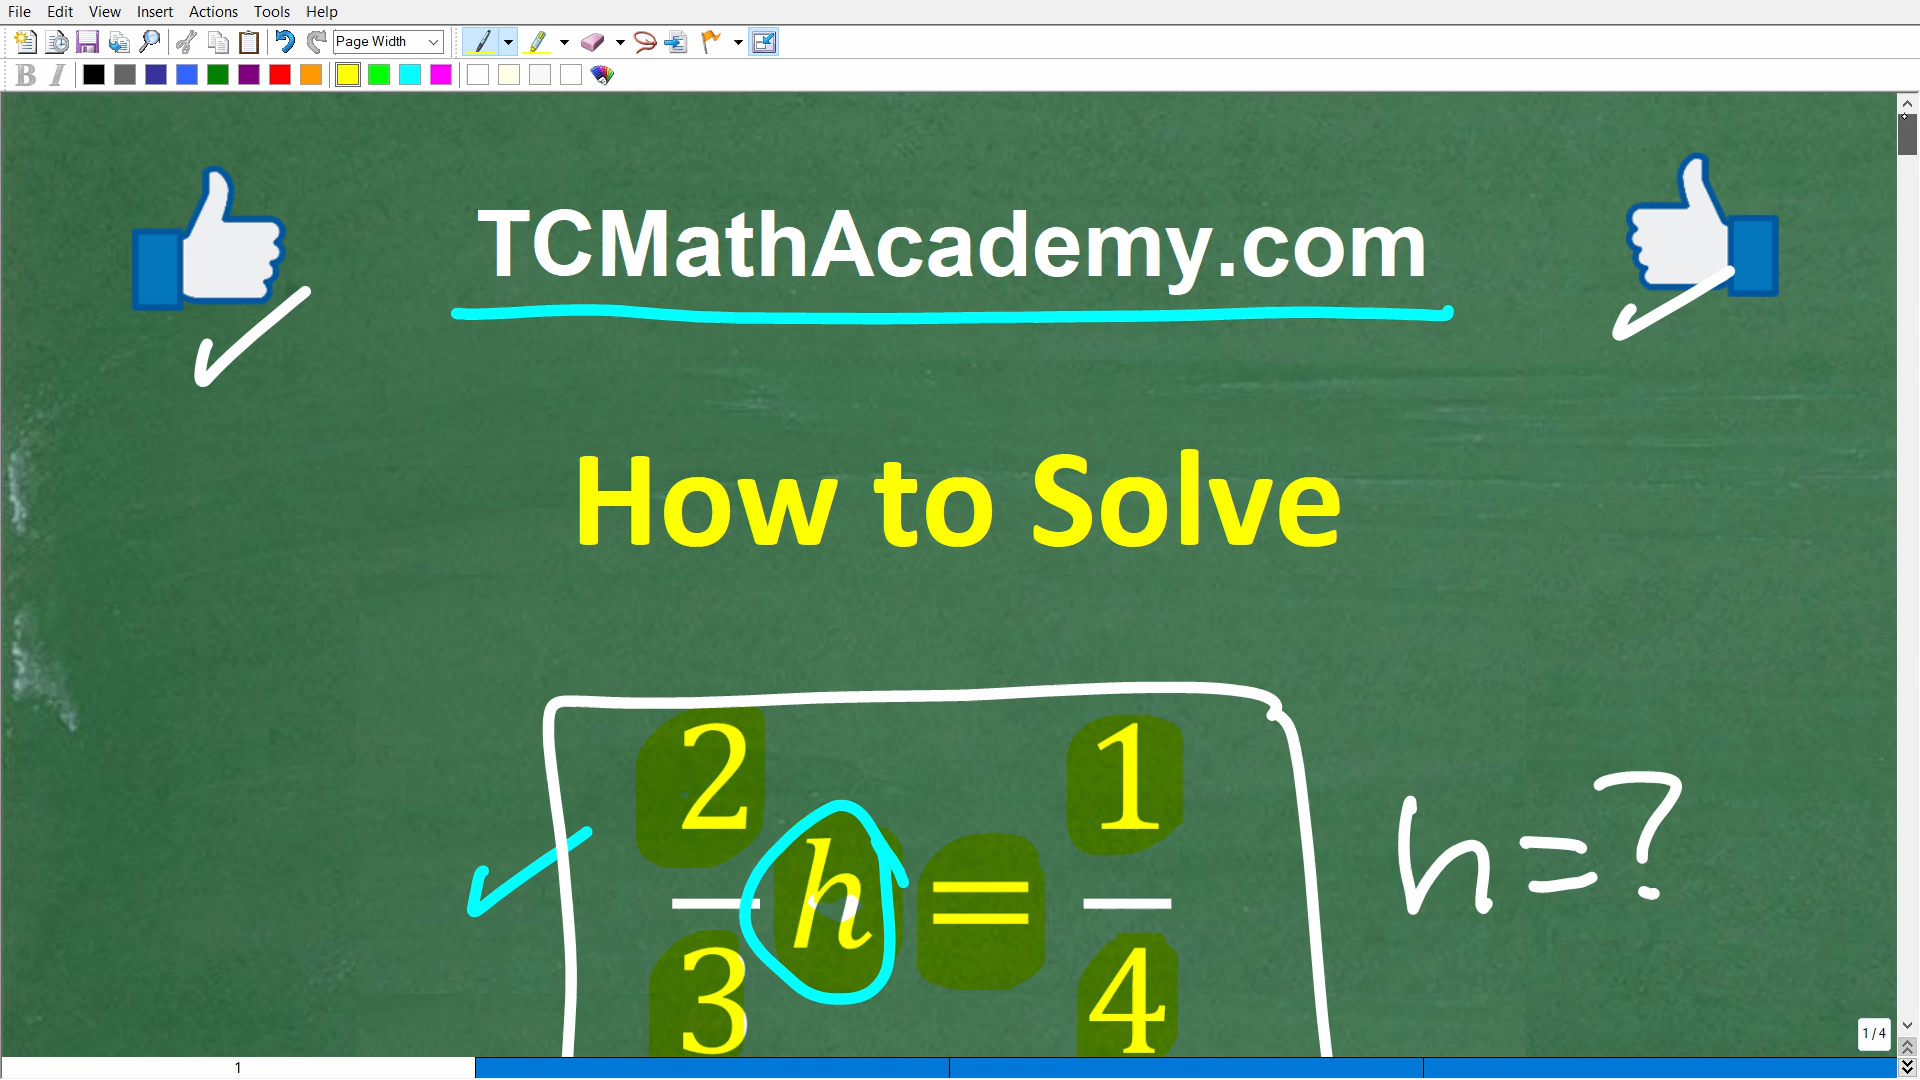 File Edit View Insert Actions Tools Help
Page Width
B I
TCMathAcademy.com
How to Solve
2/3 h = 1/4
h=?
1 / 4
1